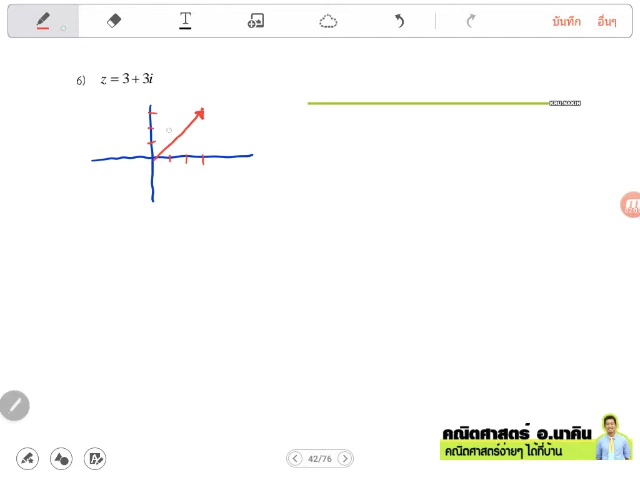 T
บันทึก อื่นๆ
6) z = 3 + 3i
KRU.NAKIN
42/76
คณิตศาสตร์ อ.นาคิน
คณิตศาสตร์ง่ายๆ ได้ที่บ้าน